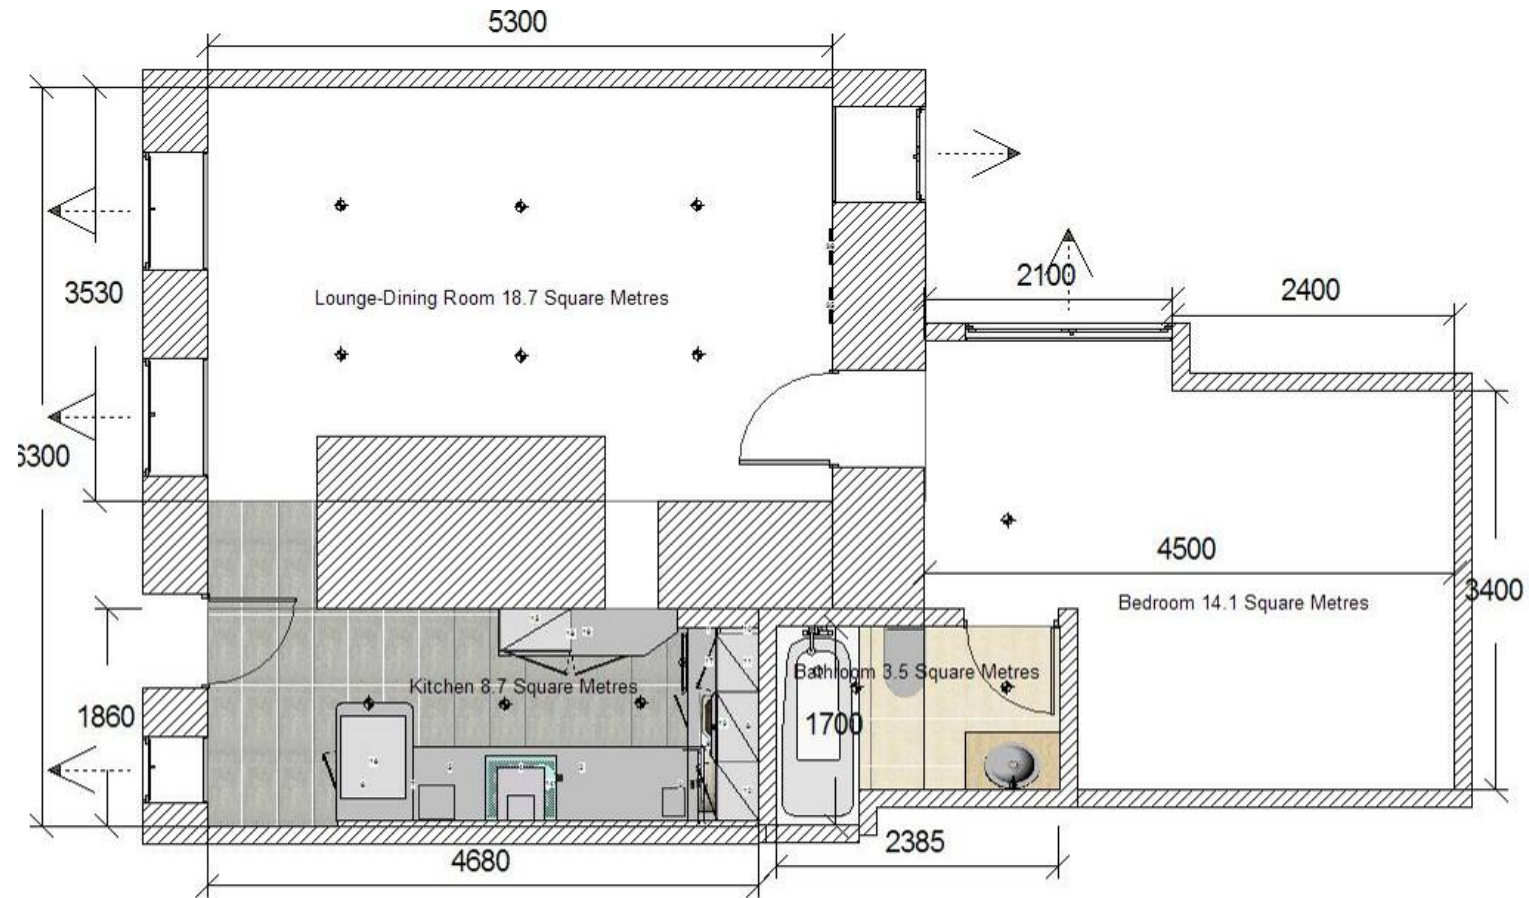 5300
2100
2400
3530
Lounge-Dining Room 18.7 Square Metres
6300
4500
3400
Bedroom 14.1 Square Metres
Kitchen 8.7 Square Metres
Bathroom 3.5 Square Metres
1860
1700
4680
2385